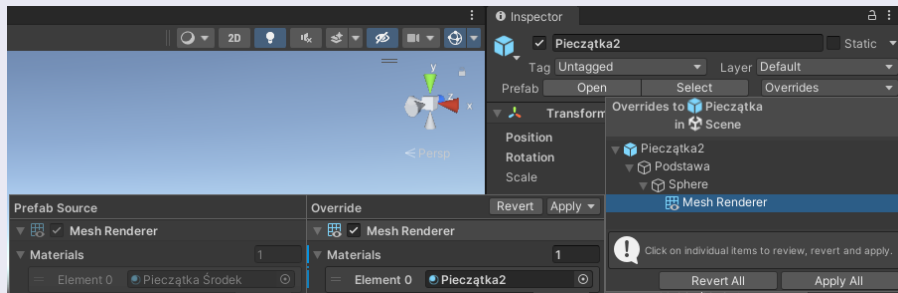 Inspector
2D
Pieczątka2
Static
Tag Untagged
Layer Default
Prefab Open Select Overrides
Transform
Position
Rotation
Scale
y
z
x
Persp
Overrides to Pieczątka
in Scene
Pieczątka2
Podstawa
Sphere
Mesh Renderer
Click on individual items to review, revert and apply.
Revert All Apply All
Prefab Source
Mesh Renderer
Materials 1
Element 0 Pieczątka Środek
Override Revert Apply
Mesh Renderer
Materials 1
Element 0 Pieczątka2